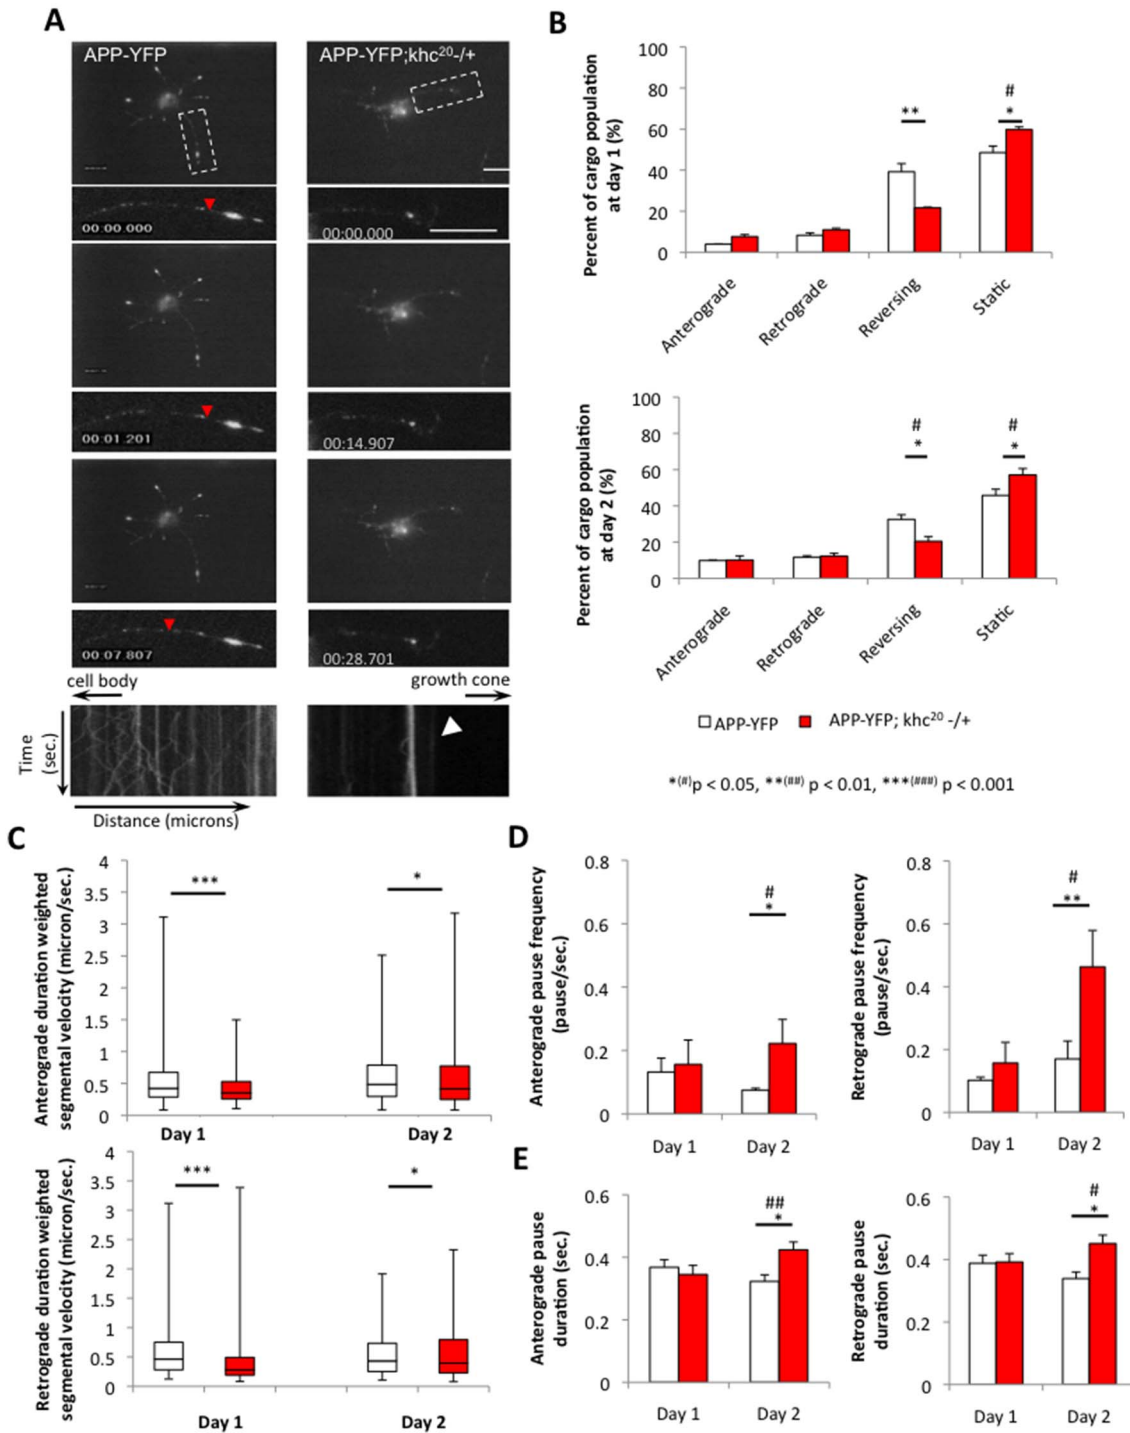 A
APP-YFP
APP-YFP;khc20-/+
00:00.000
00:00.000
00:01.201
00:14.907
00:07.807
00:28.701
cell body
growth cone
Time
(sec.)
Distance (microns)
B
Percent of cargo population
at day 1 (%)
100
80
60
40
20
0
**
#
*
Anterograde
Retrograde
Reversing
Static
Percent of cargo population
at day 2 (%)
100
80
60
40
20
0
#
*
#
*
Anterograde
Retrograde
Reversing
Static
APP-YFP
APP-YFP; khc20 -/+
*(#)p < 0.05, **(##) p < 0.01, ***(###) p < 0.001
C
Anterograde duration weighted
segmental velocity (micron/sec.)
4
3.5
3
2.5
2
1.5
1
0.5
0
***
*
Day 1
Day 2
Retrograde duration weighted
segmental velocity (micron/sec.)
4
3.5
3
2.5
2
1.5
1
0.5
0
***
*
Day 1
Day 2
D
Anterograde pause frequency
(pause/sec.)
0.8
0.6
0.4
0.2
0
#
*
Day 1
Day 2
Retrograde pause frequency
(pause/sec.)
0.8
0.6
0.4
0.2
0
#
**
Day 1
Day 2
E
Anterograde pause
duration (sec.)
0.6
0.4
0.2
0
##
*
Day 1
Day 2
Retrograde pause
duration (sec.)
0.6
0.4
0.2
0
#
*
Day 1
Day 2